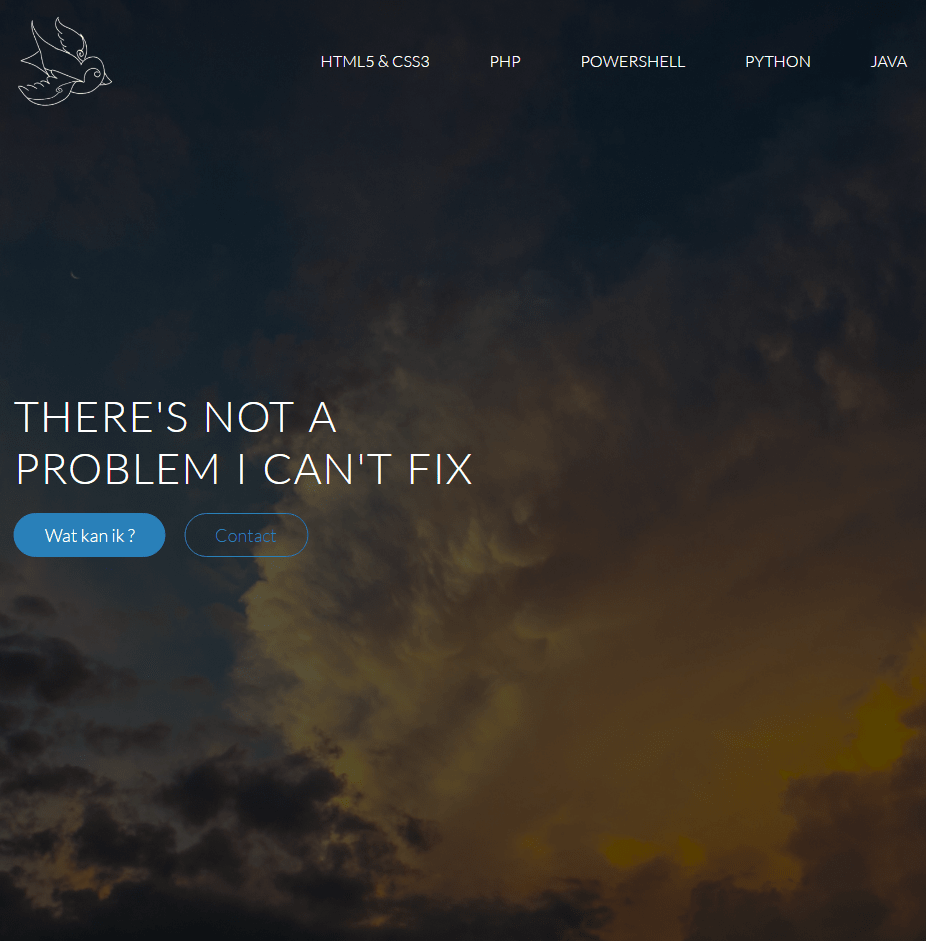 HTML5 & CSS3 PHP POWERSHELL PYTHON JAVA
THERE'S NOT A
PROBLEM I CAN'T FIX
Wat kan ik ? Contact